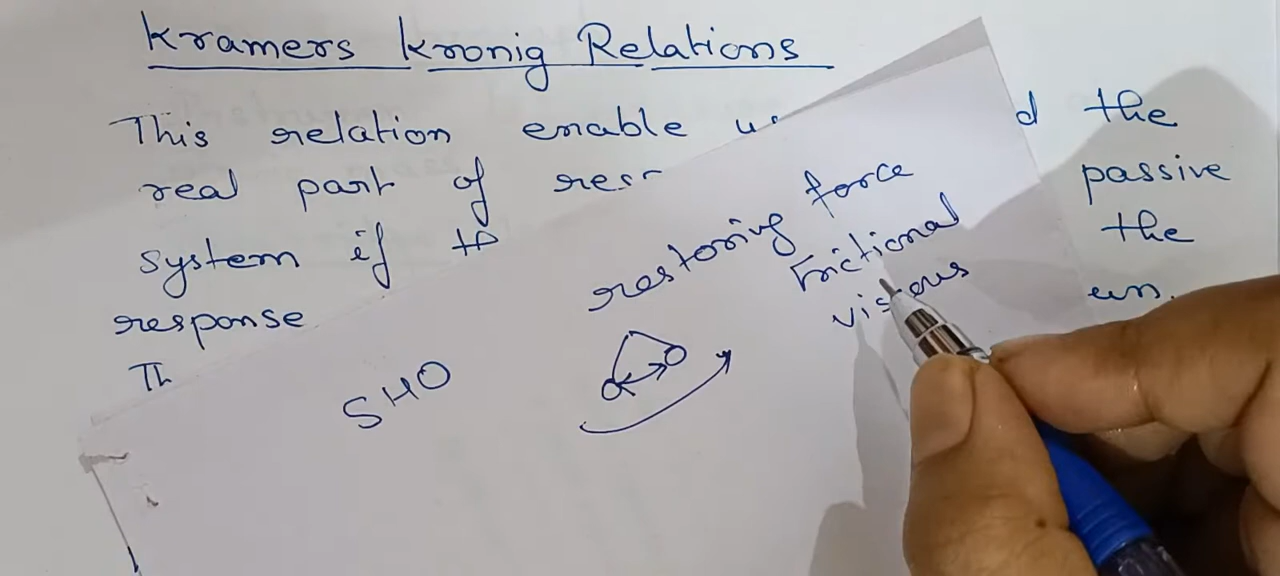 Kramers Kronig Relations
This relation enable the
real part of passive
system if the
response
restoring force
Frictional
viscous
SHO